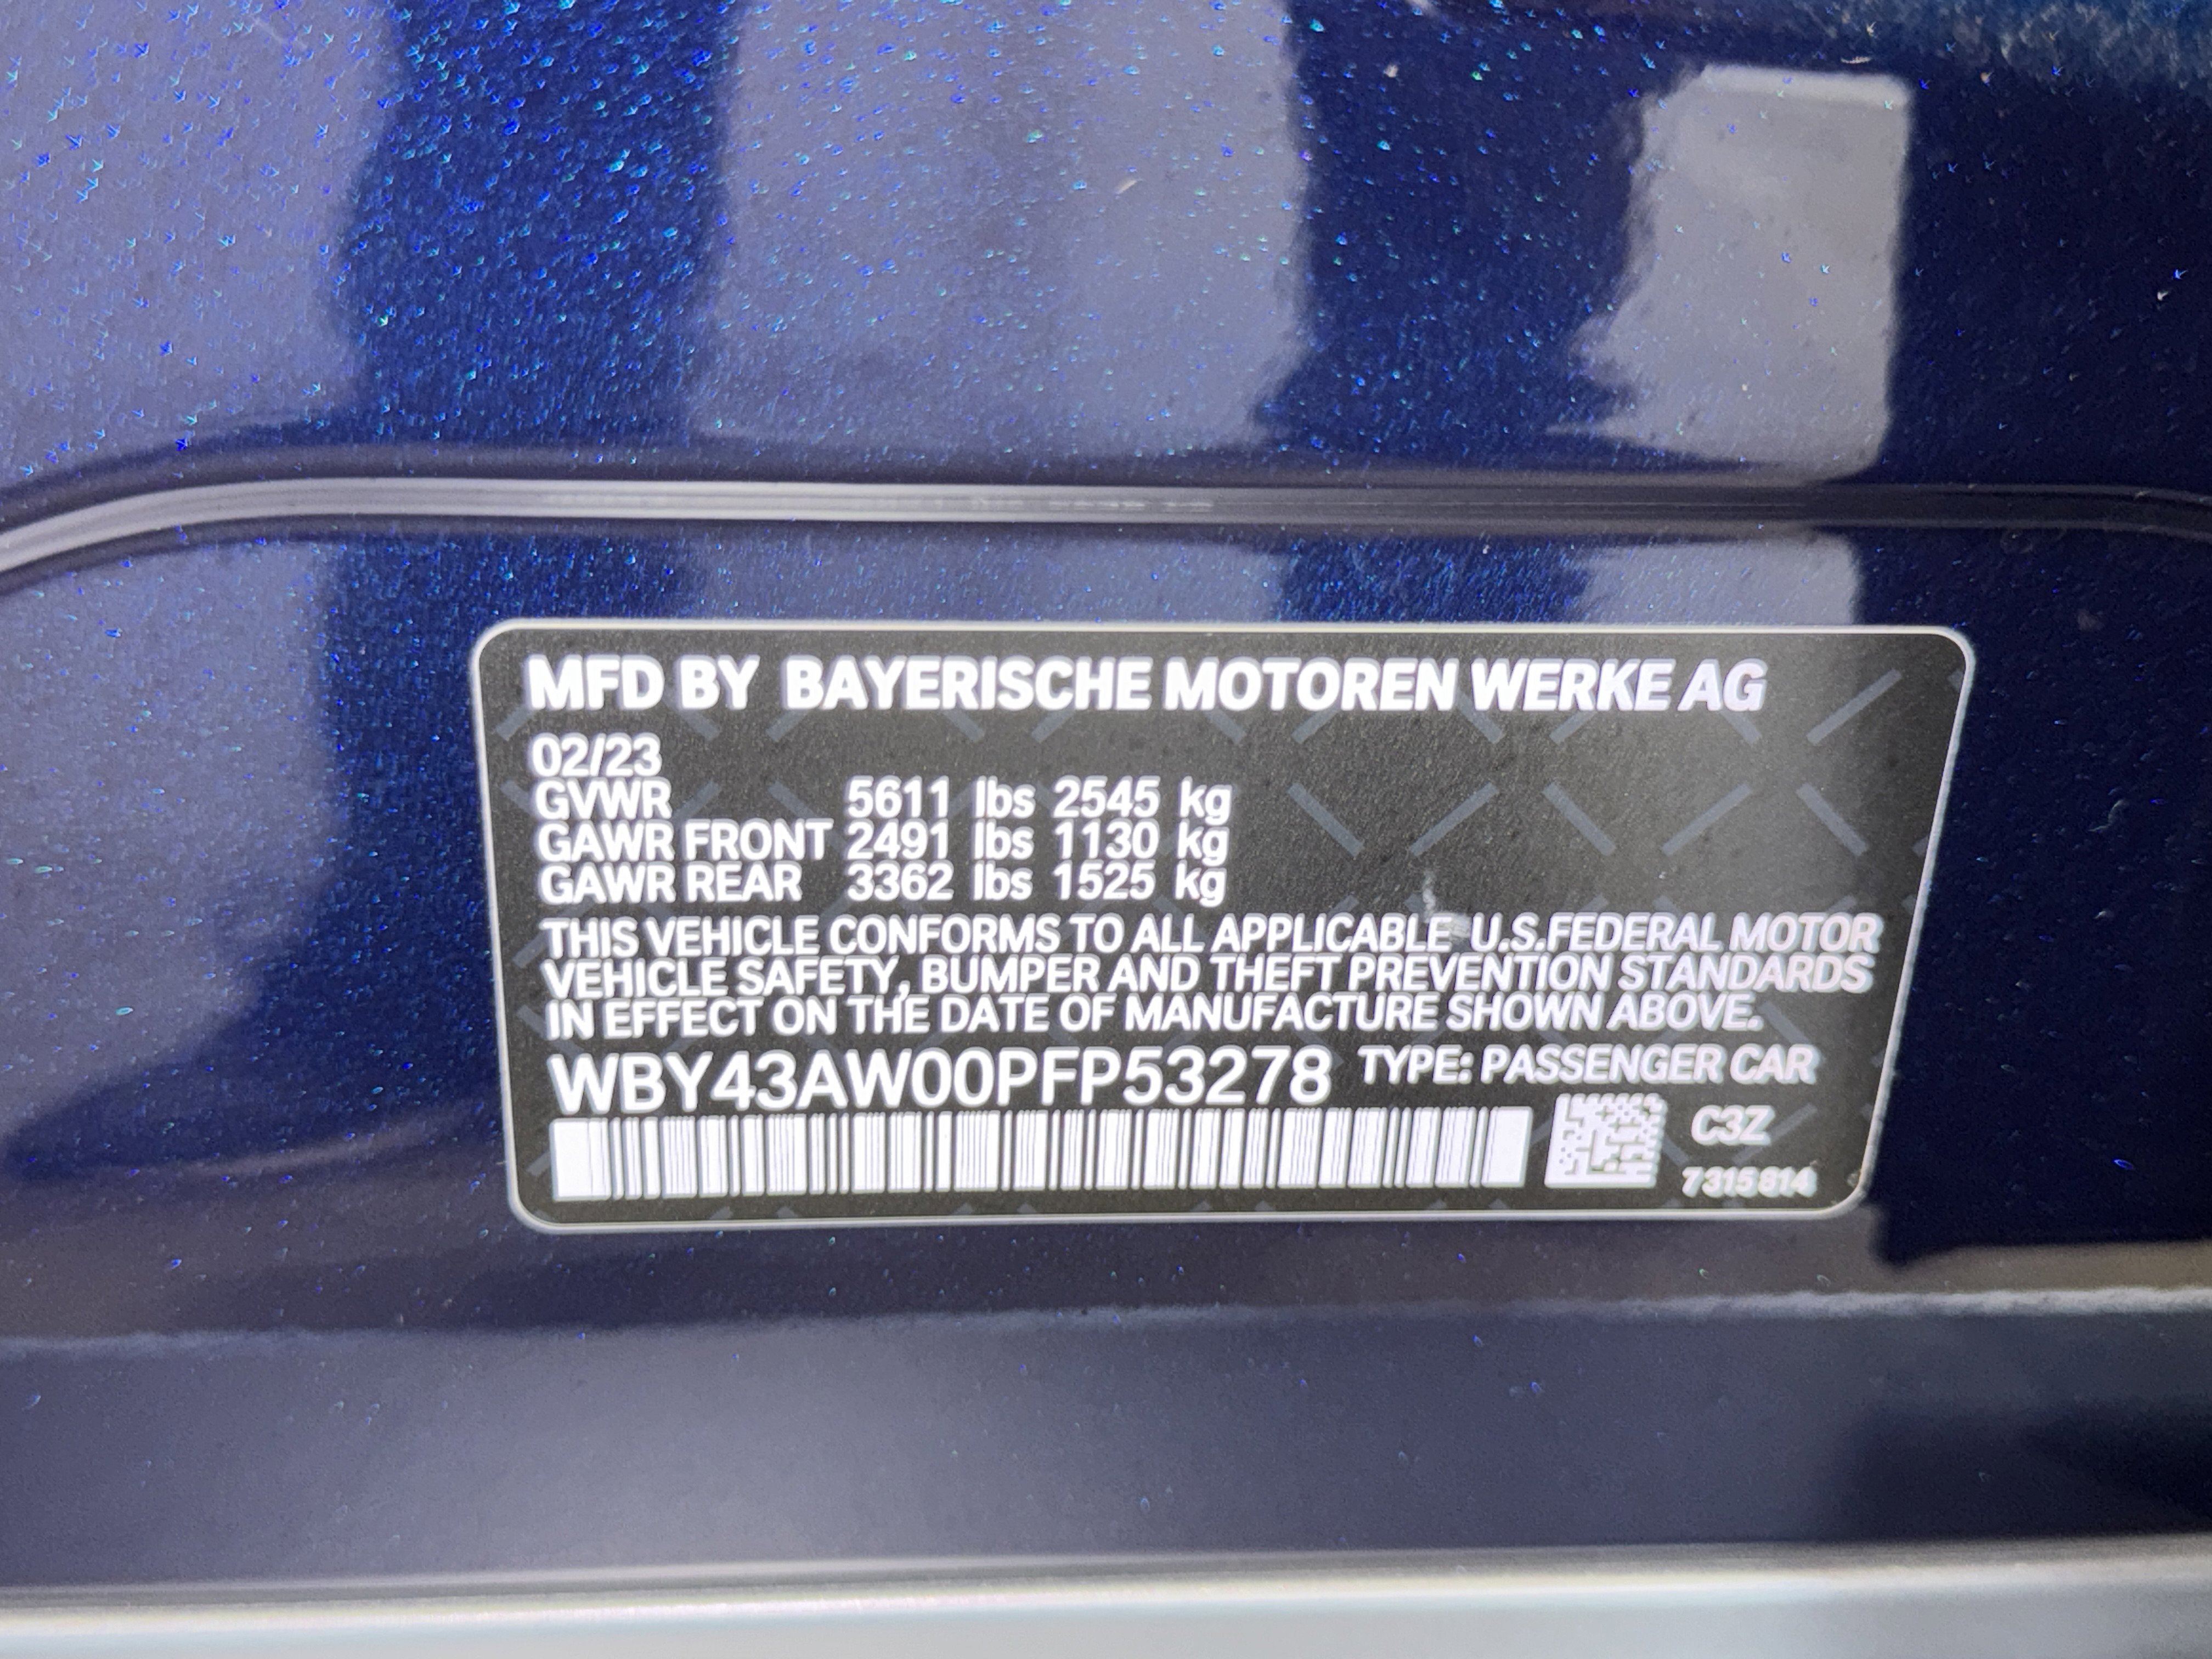 MFD BY BAYERISCHE MOTOREN WERKE AG
02/23
GVWR 5611 lbs 2545 kg
GAWR FRONT 2491 lbs 1130 kg
GAWR REAR 3362 lbs 1525 kg
THIS VEHICLE CONFORMS TO ALL APPLICABLE U.S.FEDERAL MOTOR
VEHICLE SAFETY, BUMPER AND THEFT PREVENTION STANDARDS
IN EFFECT ON THE DATE OF MANUFACTURE SHOWN ABOVE.
WBY43AW00PFP53278 TYPE: PASSENGER CAR
C3Z
7315814